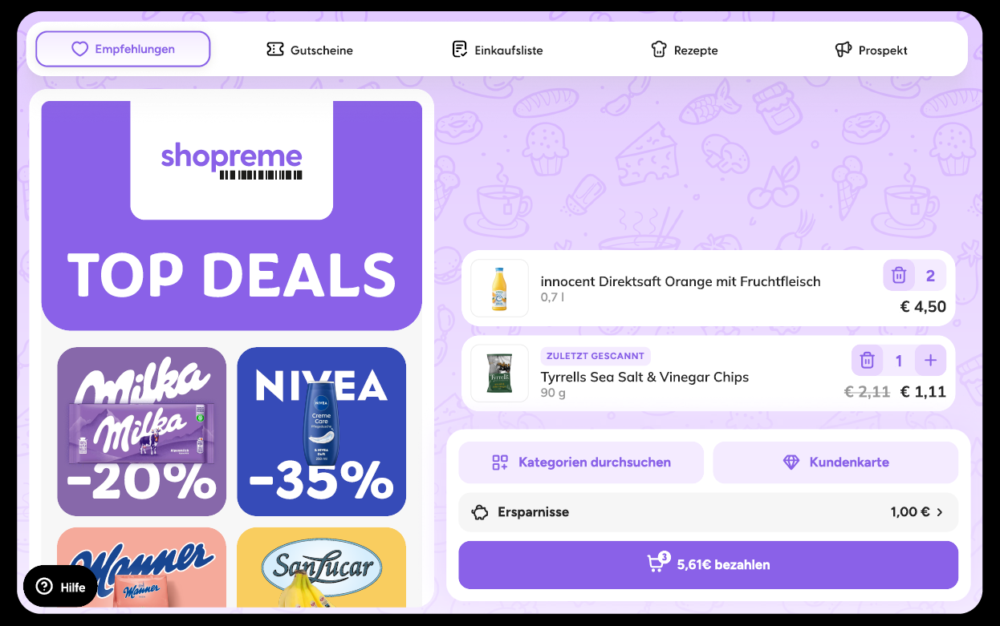 Empfehlungen
Gutscheine
Einkaufsliste
Rezepte
Prospekt
shopreme
TOP DEALS
Milka
Milka
-20%
NIVEA
NIVEA
Creme
Care
-35%
Manner
Manner
SanLucar
Hilfe
innocent Direktsaft Orange mit Fruchtfleisch
0,7 l
2
€ 4,50
Tyrrells
ZULETZT GESCANNT
Tyrrells Sea Salt & Vinegar Chips
90 g
1
€ 2,11 € 1,11
Kategorien durchsuchen
Kundenkarte
Ersparnisse
1,00 €
3
5,61€ bezahlen